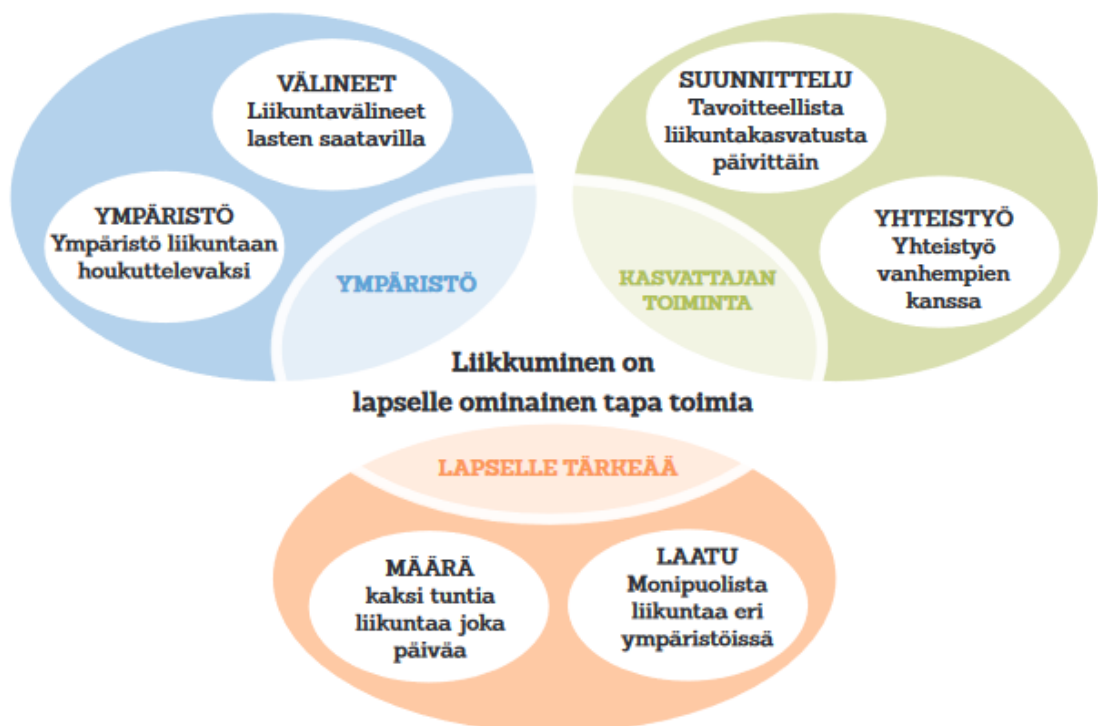 VÄLINEET
Liikuntavälineet
lasten saatavilla
YMPÄRISTÖ
Ympäristö liikuntaan
houkuttelevaksi
YMPÄRISTÖ
SUUNNITTELU
Tavoitteellista
liikuntakasvatusta
päivittäin
YHTEISTYÖ
Yhteistyö
vanhempien
kanssa
KASVATTAJAN
TOIMINTA
Liikkuminen on
lapselle ominainen tapa toimia
LAPSELLE TÄRKEÄÄ
MÄÄRÄ
kaksi tuntia
liikuntaa joka
päivää
LAATU
Monipuolista
liikuntaa eri
ympäristöissä